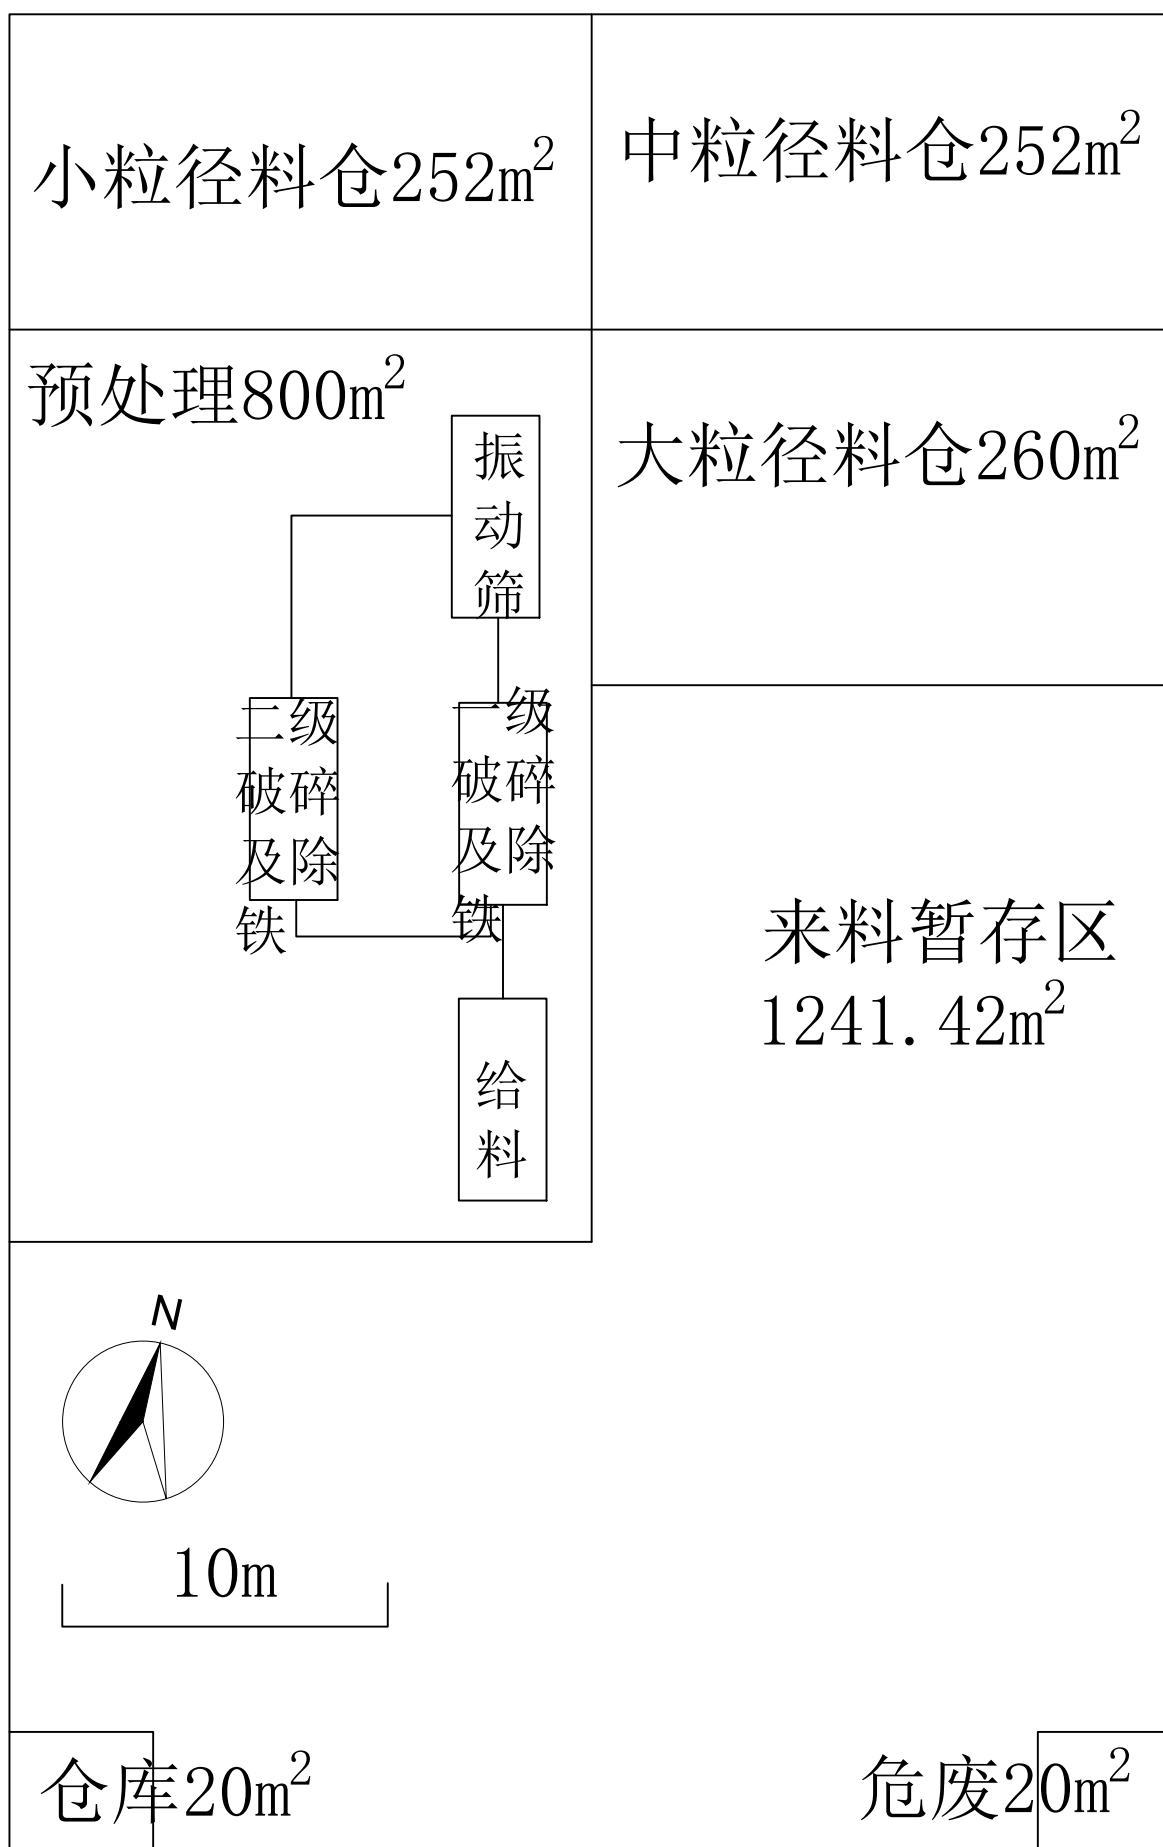 小粒径料仓252m²
中粒径料仓252m²
预处理800m²
大粒径料仓260m²
振
动
筛
二级
破碎
及除
铁
一级
破碎
及除
铁
给
料
来料暂存区
1241.42m²
N
10m
仓库20m²
危废20m²